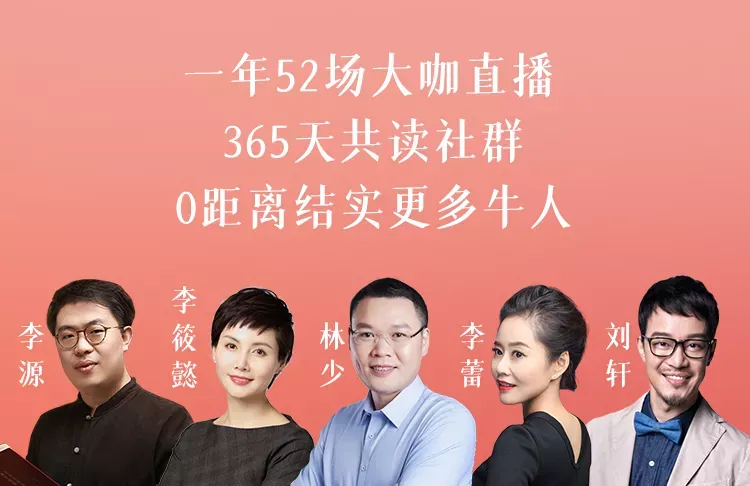 一年52场大咖直播
365天共读社群
0距离结实更多牛人
李源
李筱懿
林少
李蕾
刘轩